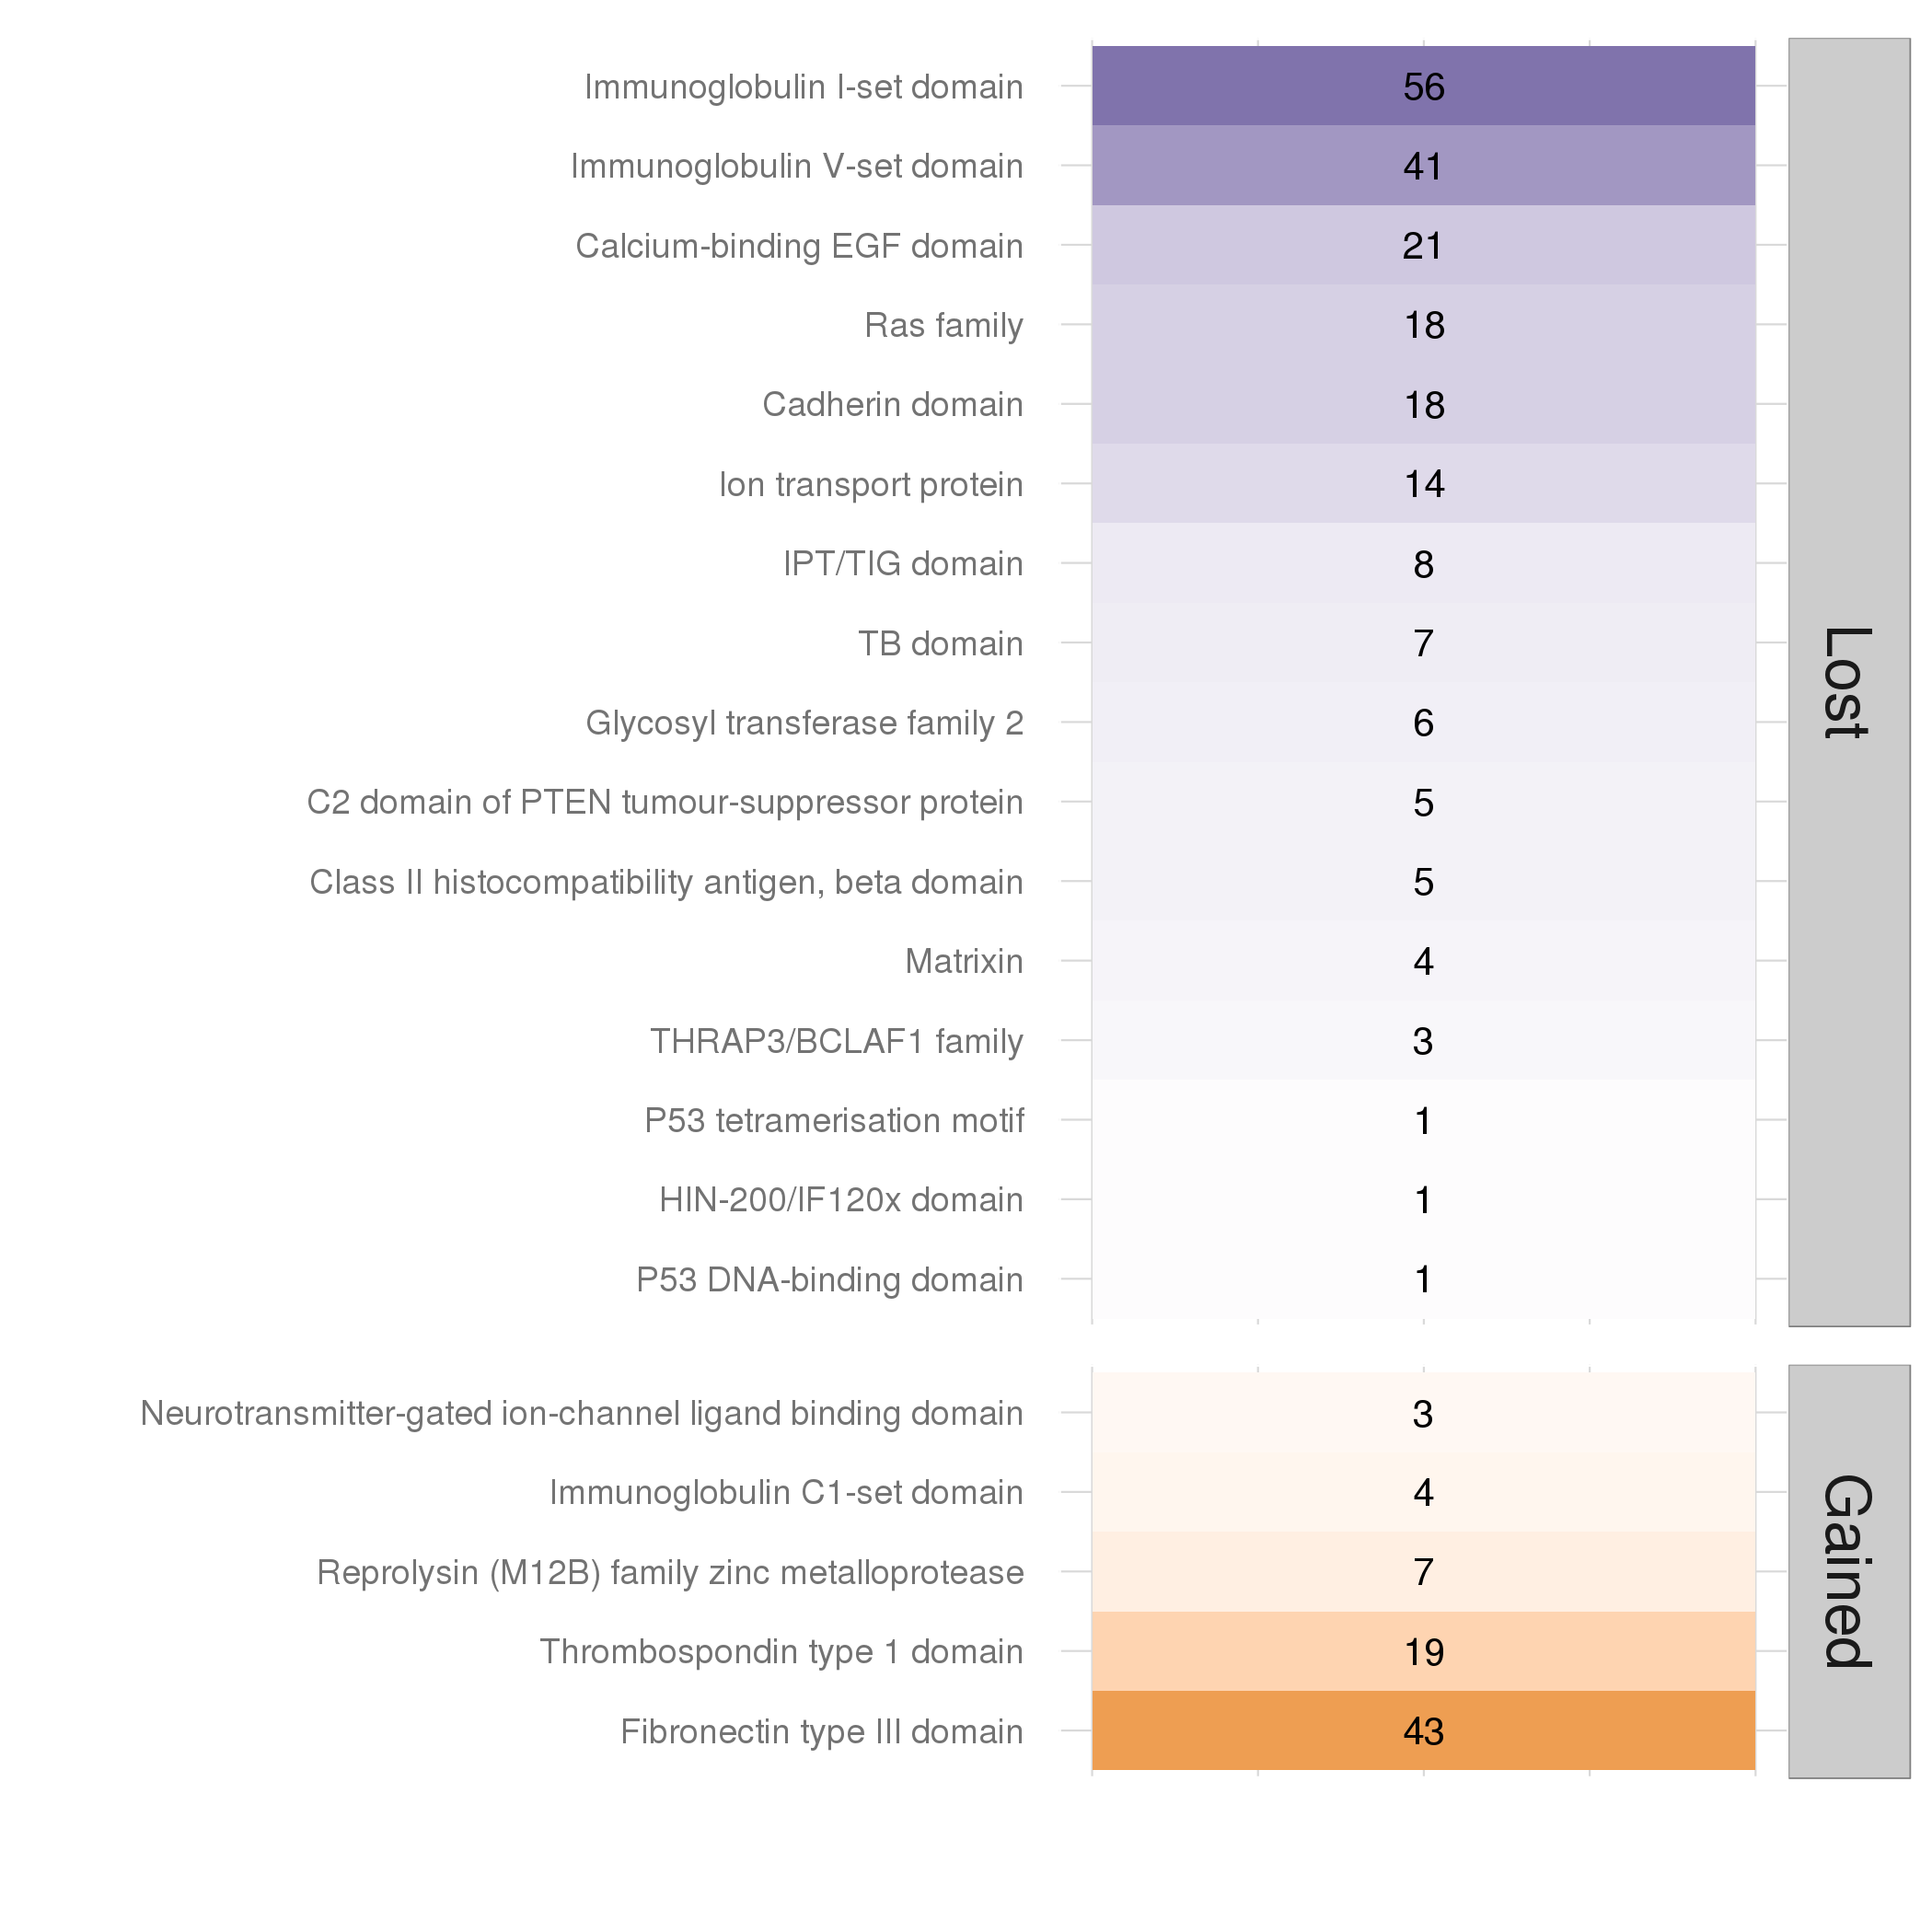 Immunoglobulin I-set domain 56
Immunoglobulin V-set domain 41
Calcium-binding EGF domain 21
Ras family 18
Cadherin domain 18
Ion transport protein 14
IPT/TIG domain 8
TB domain 7
Glycosyl transferase family 2 6
C2 domain of PTEN tumour-suppressor protein 5
Class II histocompatibility antigen, beta domain 5
Matrixin 4
THRAP3/BCLAF1 family 3
P53 tetramerisation motif 1
HIN-200/IF120x domain 1
P53 DNA-binding domain 1
Lost
Neurotransmitter-gated ion-channel ligand binding domain 3
Immunoglobulin C1-set domain 4
Reprolysin (M12B) family zinc metalloprotease 7
Thrombospondin type 1 domain 19
Fibronectin type III domain 43
Gained